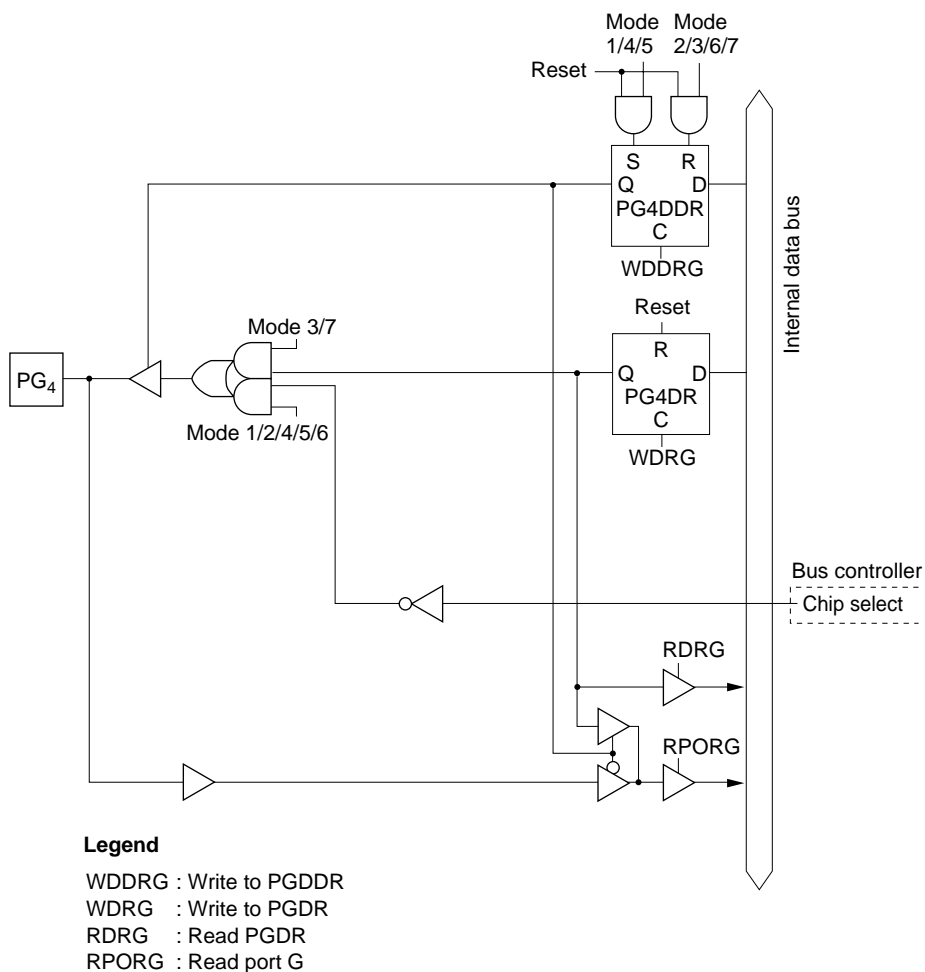 Mode
1/4/5
Mode
2/3/6/7
Reset
S
R
Q
D
PG4DDR
C
WDDRG
Internal data bus
Reset
Mode 3/7
R
PG4
Q
D
PG4DR
C
Mode 1/2/4/5/6
WDRG
Bus controller
Chip select
RDRG
RPORG
Legend
WDDRG : Write to PGDDR
WDRG : Write to PGDR
RDRG : Read PGDR
RPORG : Read port G